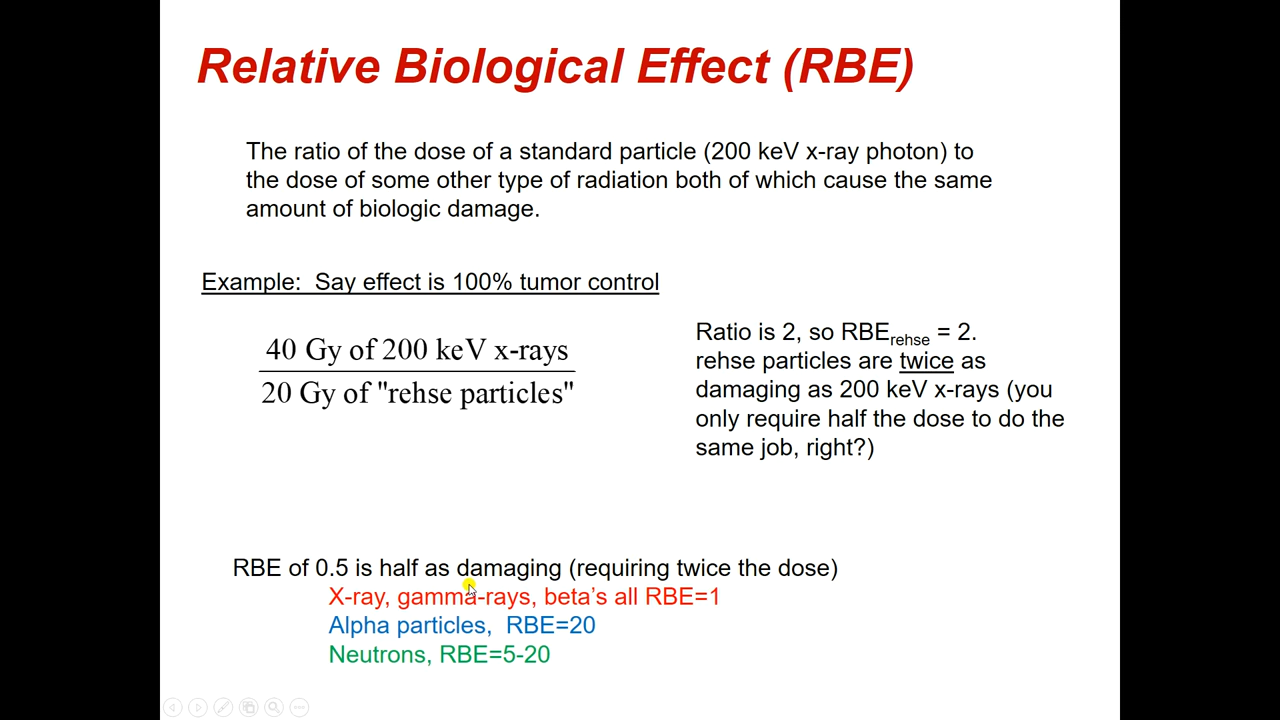 Relative Biological Effect (RBE)
The ratio of the dose of a standard particle (200 keV x-ray photon) to
the dose of some other type of radiation both of which cause the same
amount of biologic damage.
Example:  Say effect is 100% tumor control
40 Gy of 200 keV x-rays
20 Gy of "rehse particles"
Ratio is 2, so RBErehse = 2.
rehse particles are twice as
damaging as 200 keV x-rays (you
only require half the dose to do the
same job, right?)
RBE of 0.5 is half as damaging (requiring twice the dose)
X-ray, gamma-rays, beta’s all RBE=1
Alpha particles,  RBE=20
Neutrons, RBE=5-20